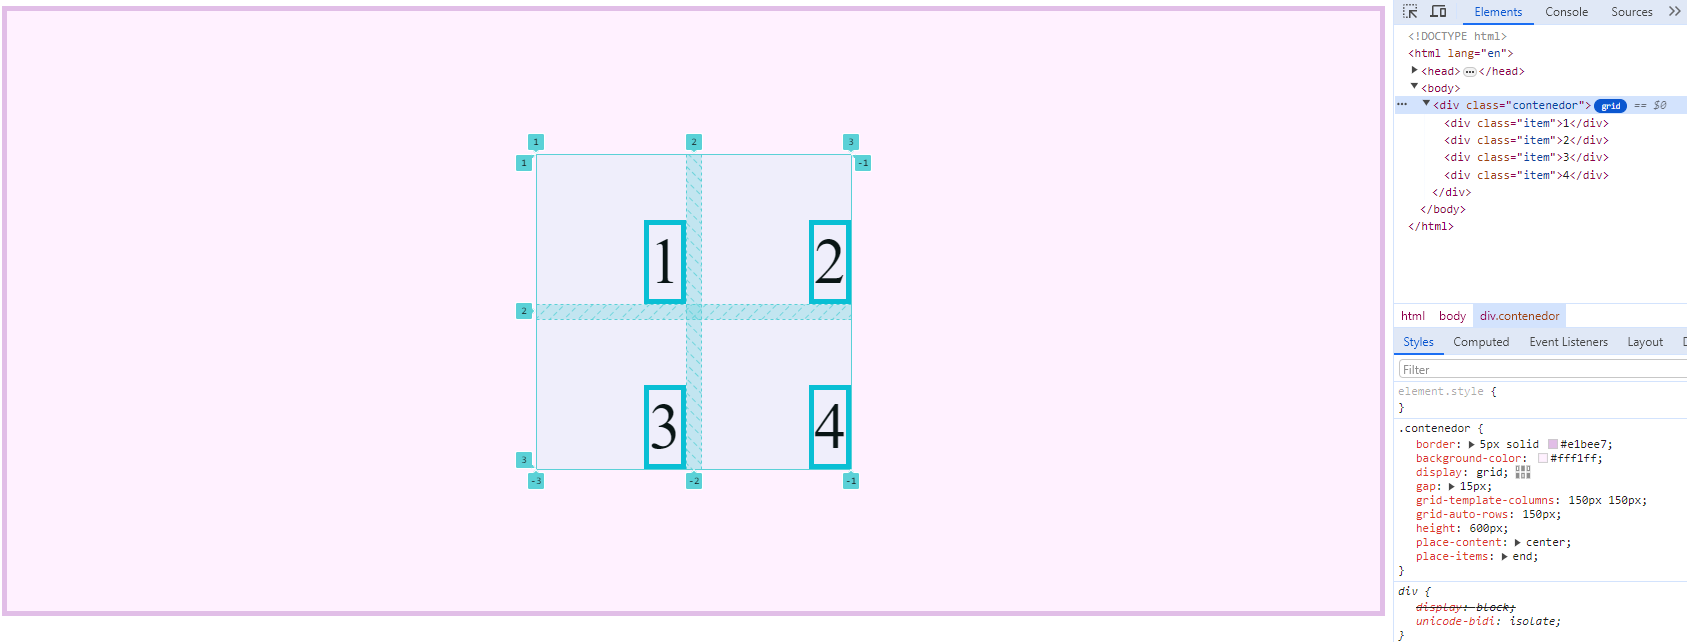 1 2 3
1 -1
1 2
2
3 4
3
-3 -2 -1
Elements Console Sources
<!DOCTYPE html>
<html lang="en">
<head> ••• </head>
<body>
••• <div class="contenedor"> grid == $0
<div class="item">1</div>
<div class="item">2</div>
<div class="item">3</div>
<div class="item">4</div>
</div>
</body>
</html>
html body div.contenedor
Styles Computed Event Listeners Layout
Filter
element.style {
}
.contenedor {
border: 5px solid #e1bee7;
background-color: #fff1ff;
display: grid;
gap: 15px;
grid-template-columns: 150px 150px;
grid-auto-rows: 150px;
height: 600px;
place-content: center;
place-items: end;
}
div {
display: block;
unicode-bidi: isolate;
}